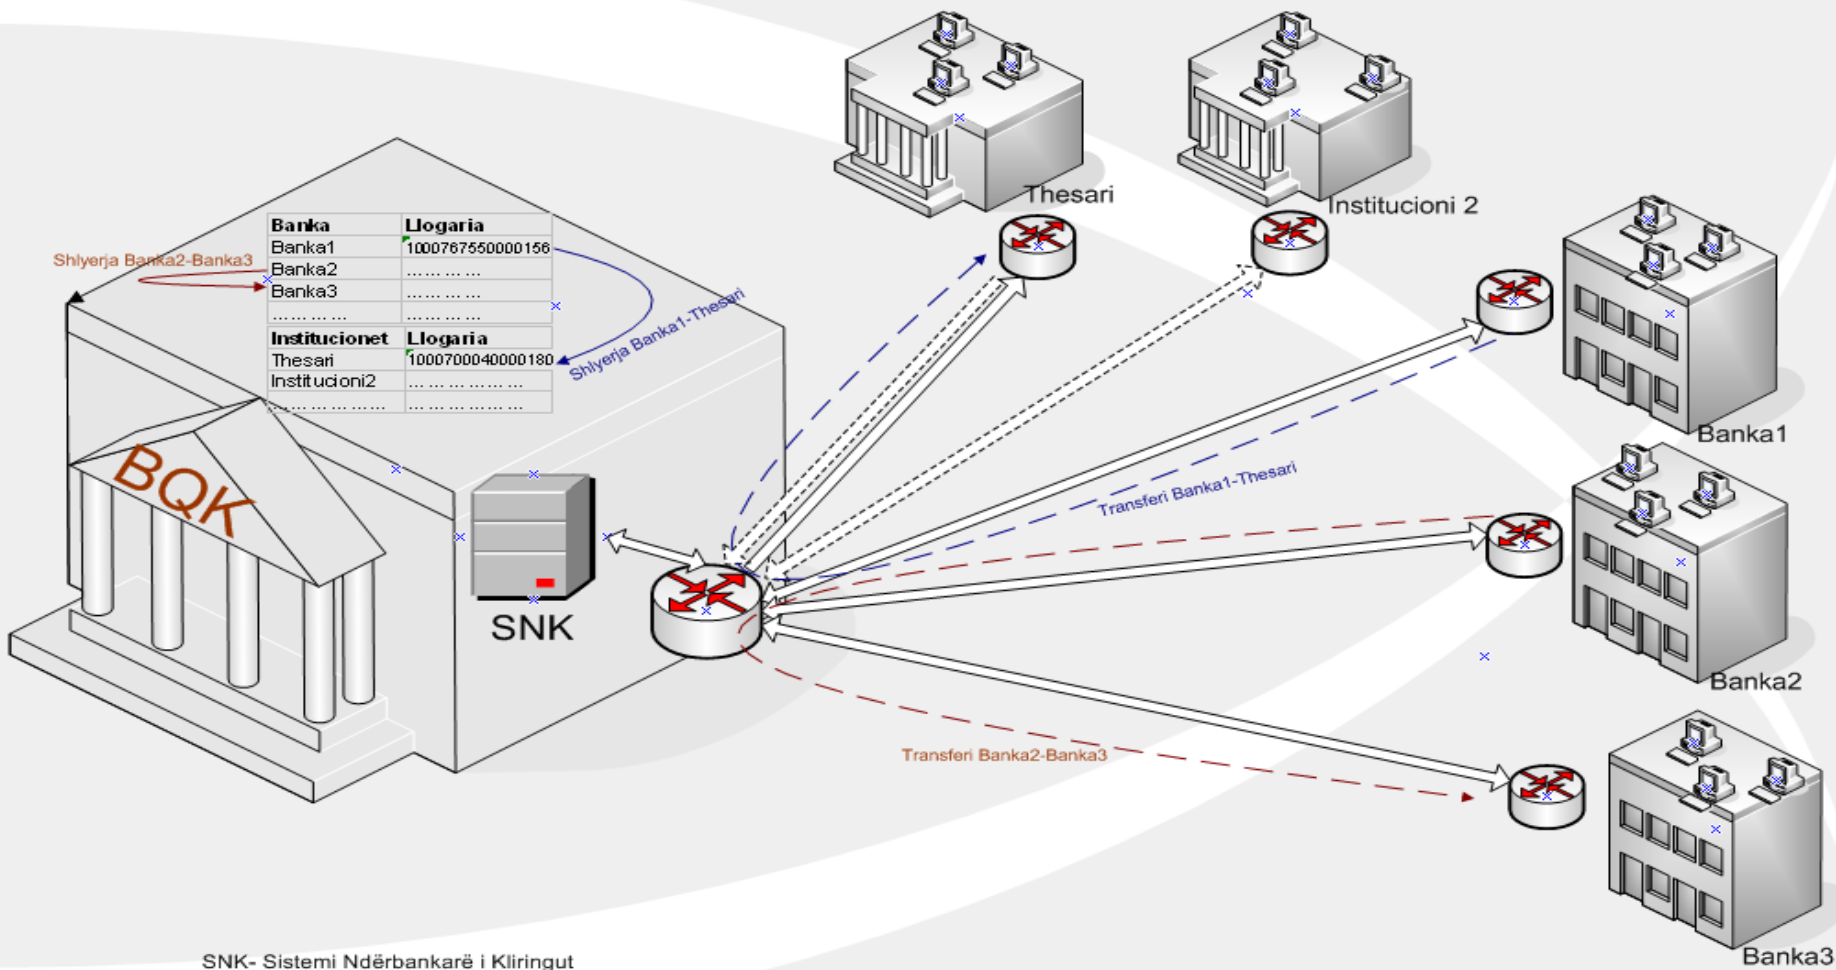 Thesari
Institucioni 2
Banka Llogaria
Banka1 1000767550000156
Banka2 ... ... ... ...
Banka3 ... ... ...
... ... ... ... ... ... ...
Institucionet Llogaria
Thesari 1000700040000180
Institucioni2 ... ... ... ... ... ...
... ... ... ... ... ... ... ... ... ... ...
Shlyerja Banka2-Banka3
Shlyerja Banka1-Thesari
Banka1
BQK
Transferi Banka1-Thesari
SNK
Banka2
Transferi Banka2-Banka3
Banka3
SNK- Sistemi Ndërbankarë i Kliringut